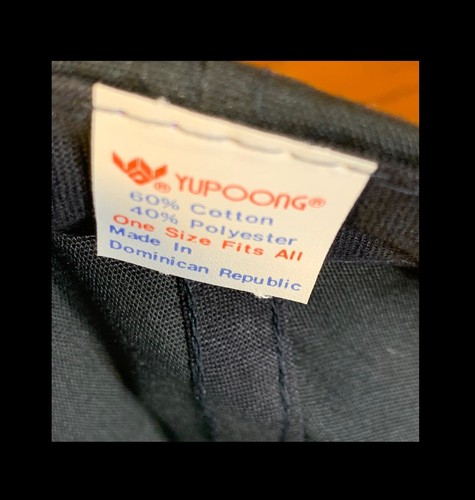 ® YUPOONG®
60% Cotton
40% Polyester
One Size Fits All
Made In
Dominican Republic